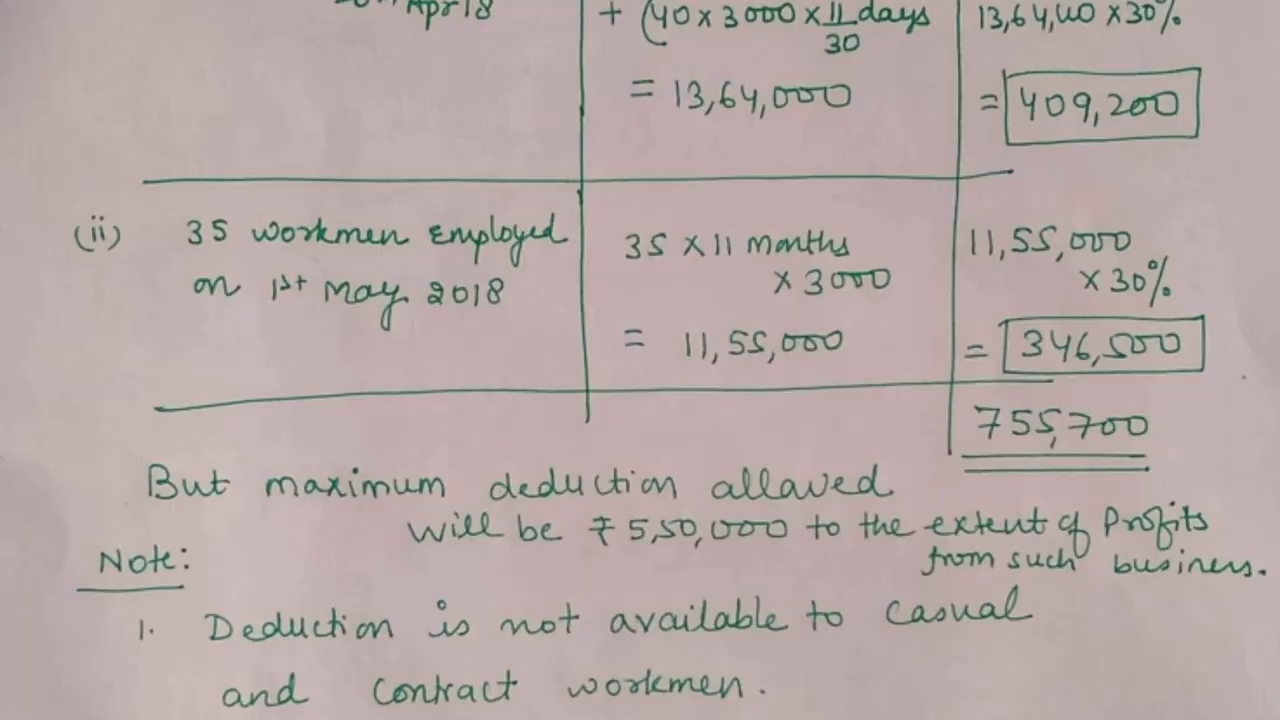 Apr 18
+ (40 x 3000 x 11 days
30
= 13,64,000
13,64,000 x 30%
= 409,200
(ii) 35 workmen employed
on 1st May 2018
35 x 11 months
x 3000
= 11,55,000
11,55,000
x 30%
= 346,500
755,700
But maximum deduction allawed
will be ₹ 5,50,000 to the extent of Profits
from such business.
Note:
1. Deduction is not available to casual
and contract workmen.